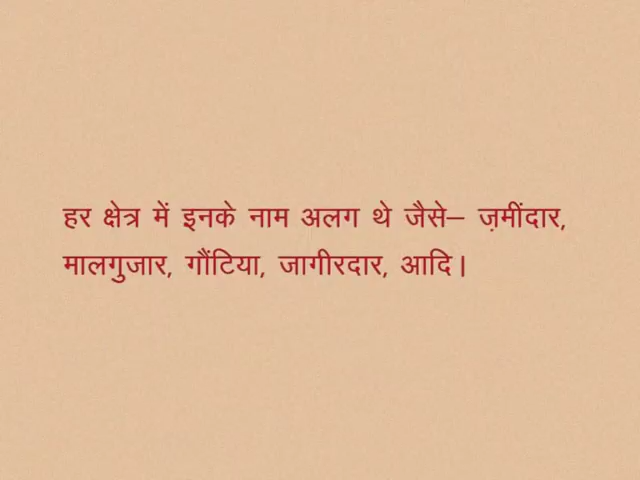 हर क्षेत्र में इनके नाम अलग थे जैसे– ज़मींदार,
मालगुजार, गौंटिया, जागीरदार, आदि।